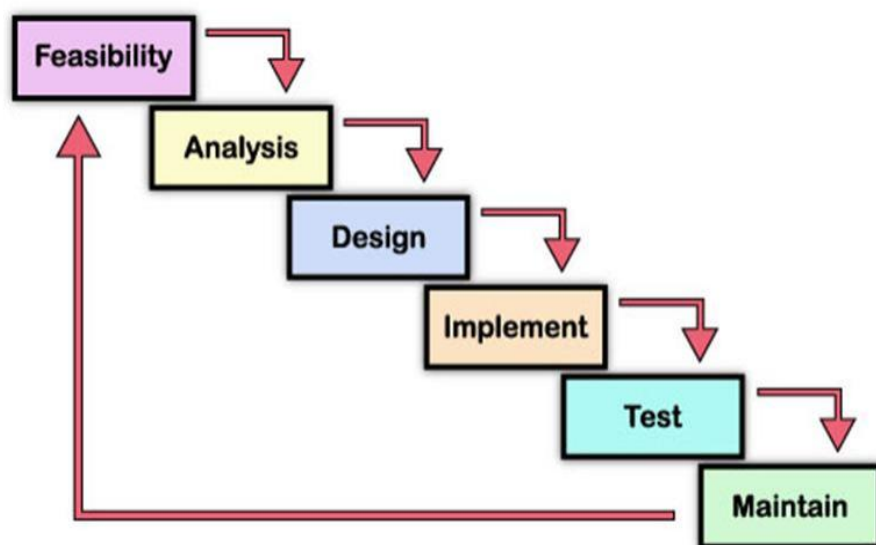 Feasibility
Analysis
Design
Implement
Test
Maintain